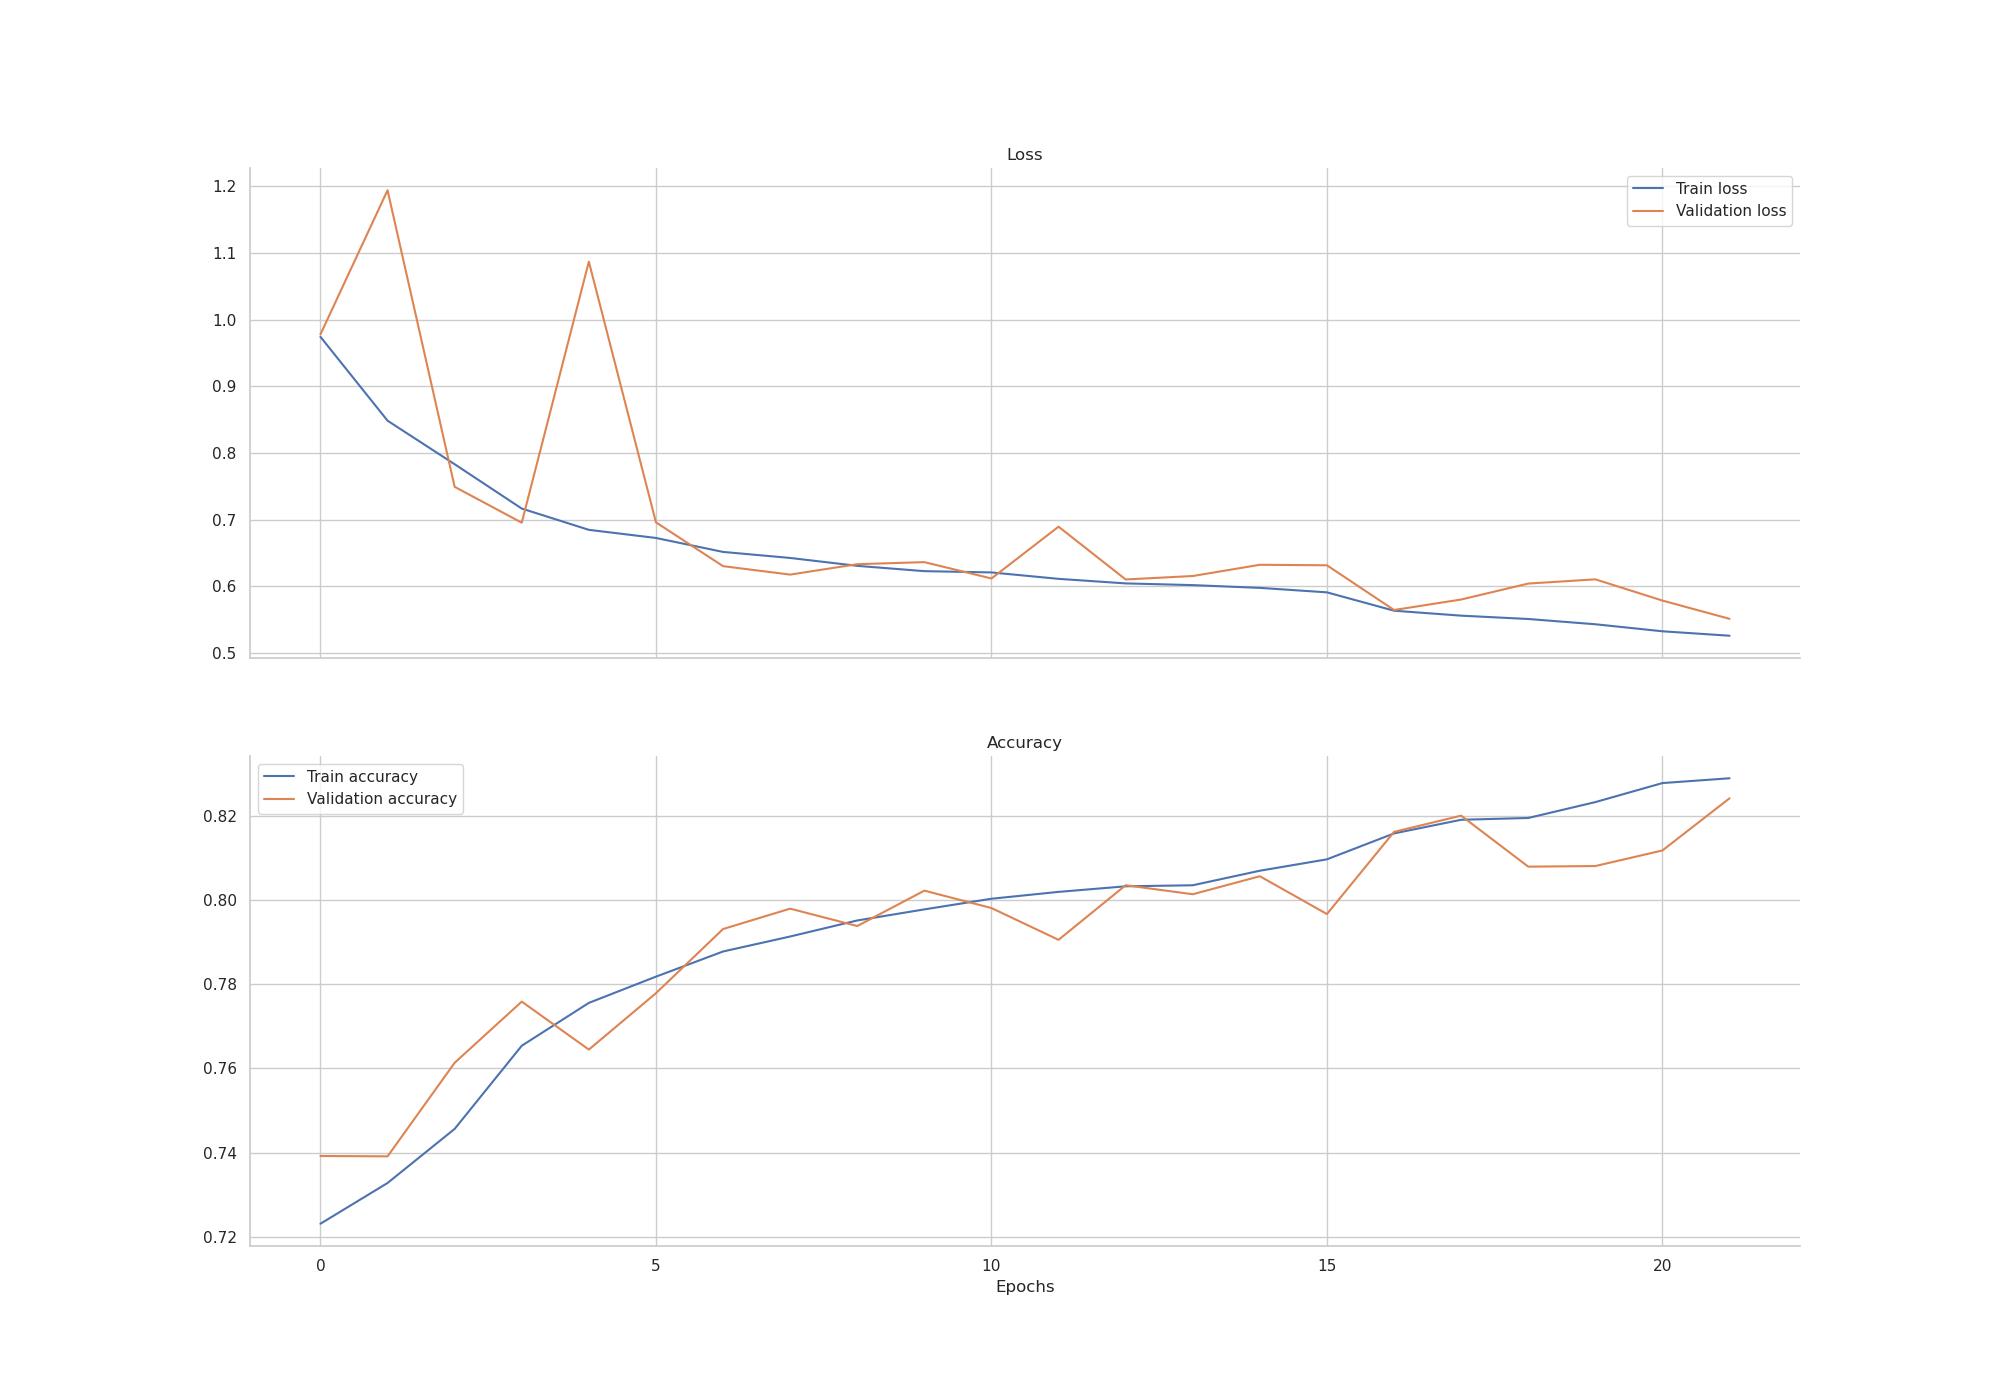 Loss
1.2
1.1
1.0
0.9
0.8
0.7
0.6
0.5
Train loss
Validation loss
Accuracy
Train accuracy
Validation accuracy
0.82
0.80
0.78
0.76
0.74
0.72
0 5 10 15 20
Epochs